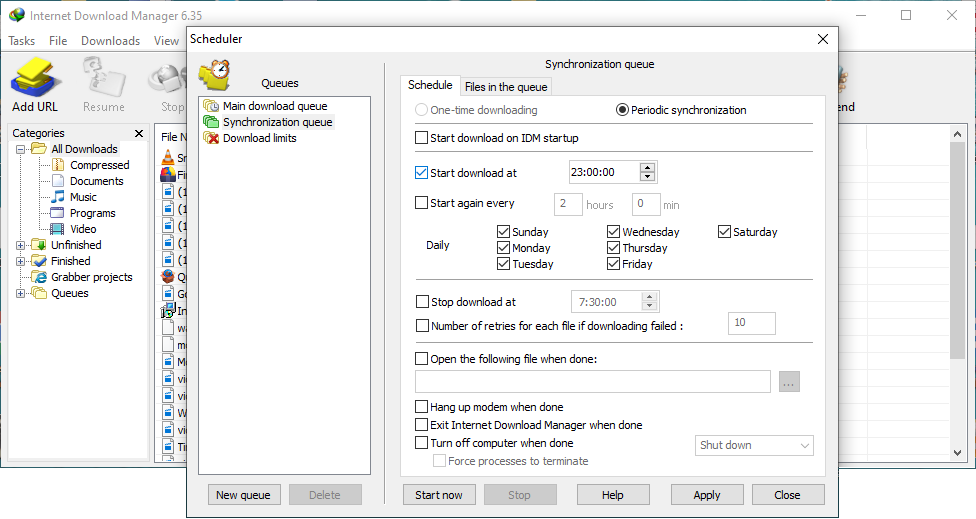 Internet Download Manager 6.35
Tasks File Downloads View
Scheduler
Add URL
Resume
Stop
end
Categories
All Downloads
Compressed
Documents
Music
Programs
Video
Unfinished
Finished
Grabber projects
Queues
File N
Queues
Main download queue
Synchronization queue
Download limits
New queue
Delete
Synchronization queue
Schedule
Files in the queue
One-time downloading
Periodic synchronization
Start download on IDM startup
Start download at
23:00:00
Start again every
2 hours 0 min
Daily
Sunday Wednesday Saturday
Monday Thursday
Tuesday Friday
Stop download at
7:30:00
Number of retries for each file if downloading failed :
10
Open the following file when done:
...
Hang up modem when done
Exit Internet Download Manager when done
Turn off computer when done
Shut down
Force processes to terminate
Start now
Stop
Help
Apply
Close